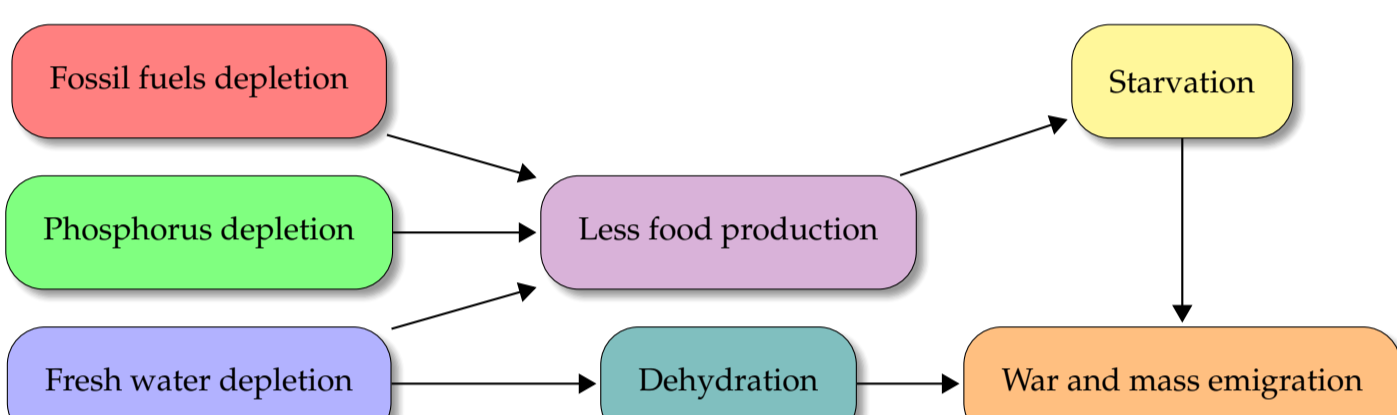 Fossil fuels depletion
Starvation
Phosphorus depletion
Less food production
Fresh water depletion
Dehydration
War and mass emigration